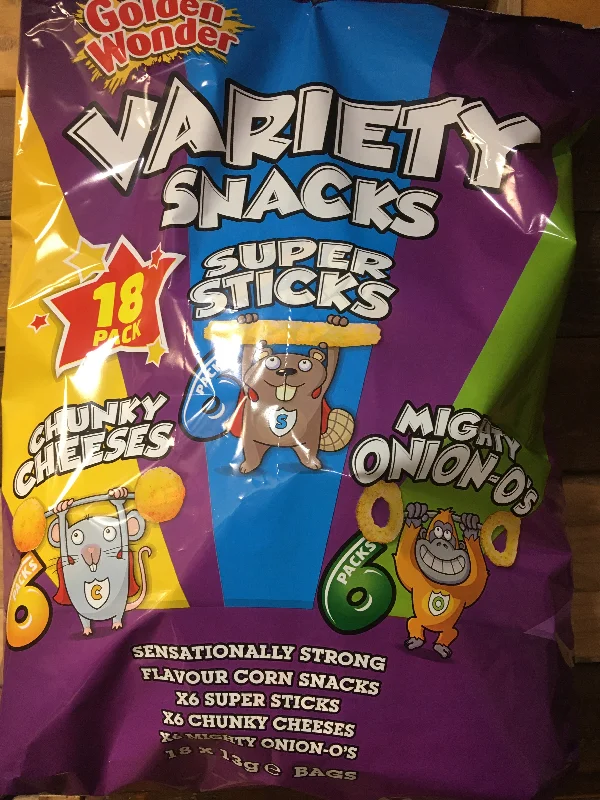 Golden
Wonder
VARIETY
SNACKS
SUPER
STICKS
18
PACK
6 PACKS
CHUNKY
CHEESES
MIGHTY
ONION-O'S
S
6 PACKS
C
6 PACKS
O
SENSATIONALLY STRONG
FLAVOUR CORN SNACKS
X6 SUPER STICKS
X6 CHUNKY CHEESES
X6 MIGHTY ONION-O'S
18 x 13g e BAGS